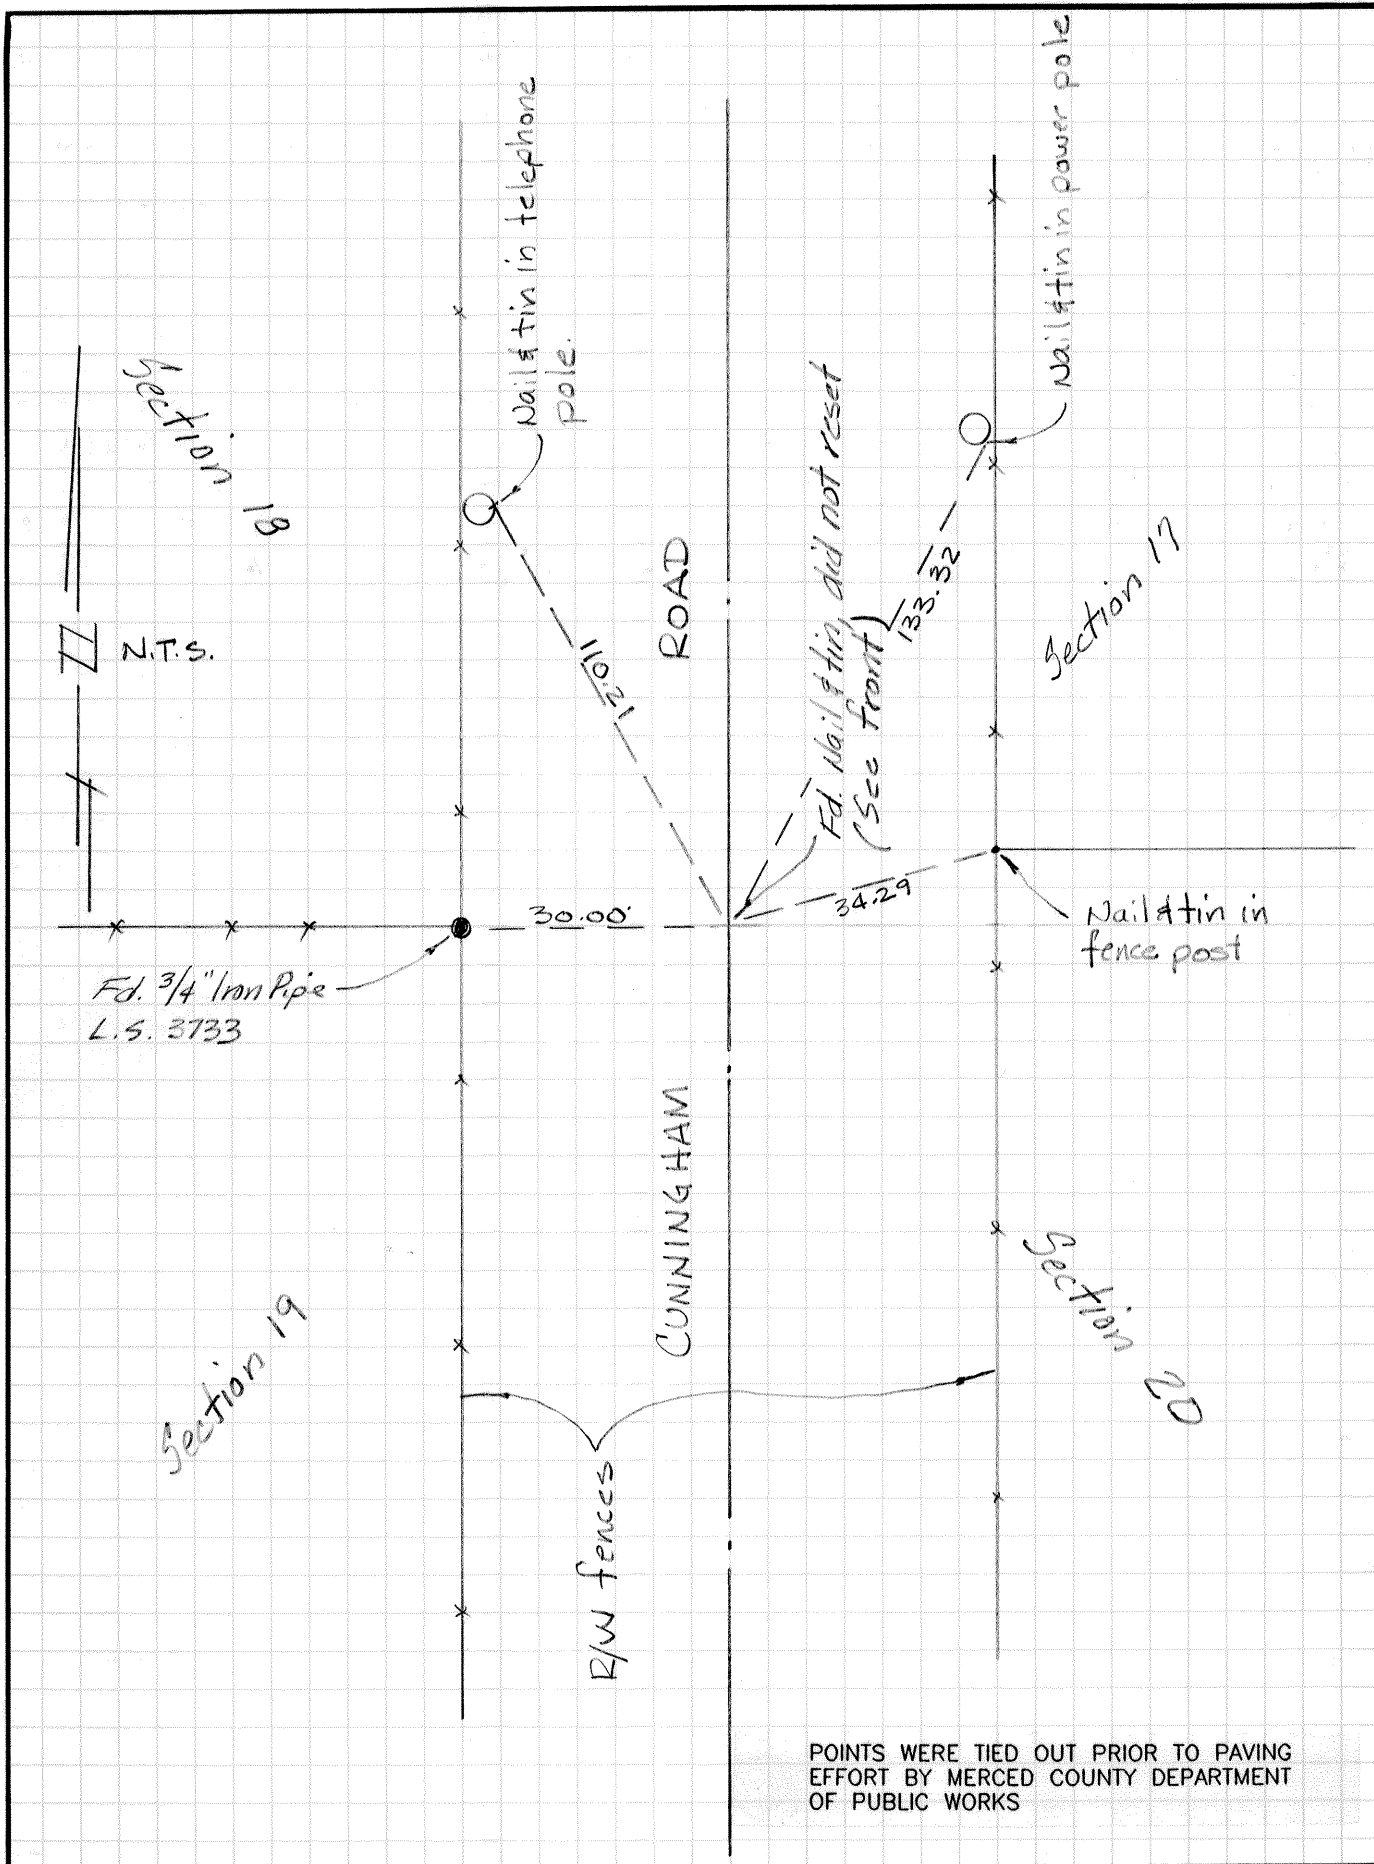 Nail & tin in telephone
pole.
Nail & tin in power pole
Section 18
N.T.S.
ROAD
110.21
Fd. Nail & tin, did not reset
(See front)
133.32
Section 17
30.00'
34.29
Nail & tin in
fence post
Fd. 3/4" Iron Pipe
L.S. 3733
CUNNINGHAM
Section 19
Section 20
R/W fences
POINTS WERE TIED OUT PRIOR TO PAVING
EFFORT BY MERCED COUNTY DEPARTMENT
OF PUBLIC WORKS